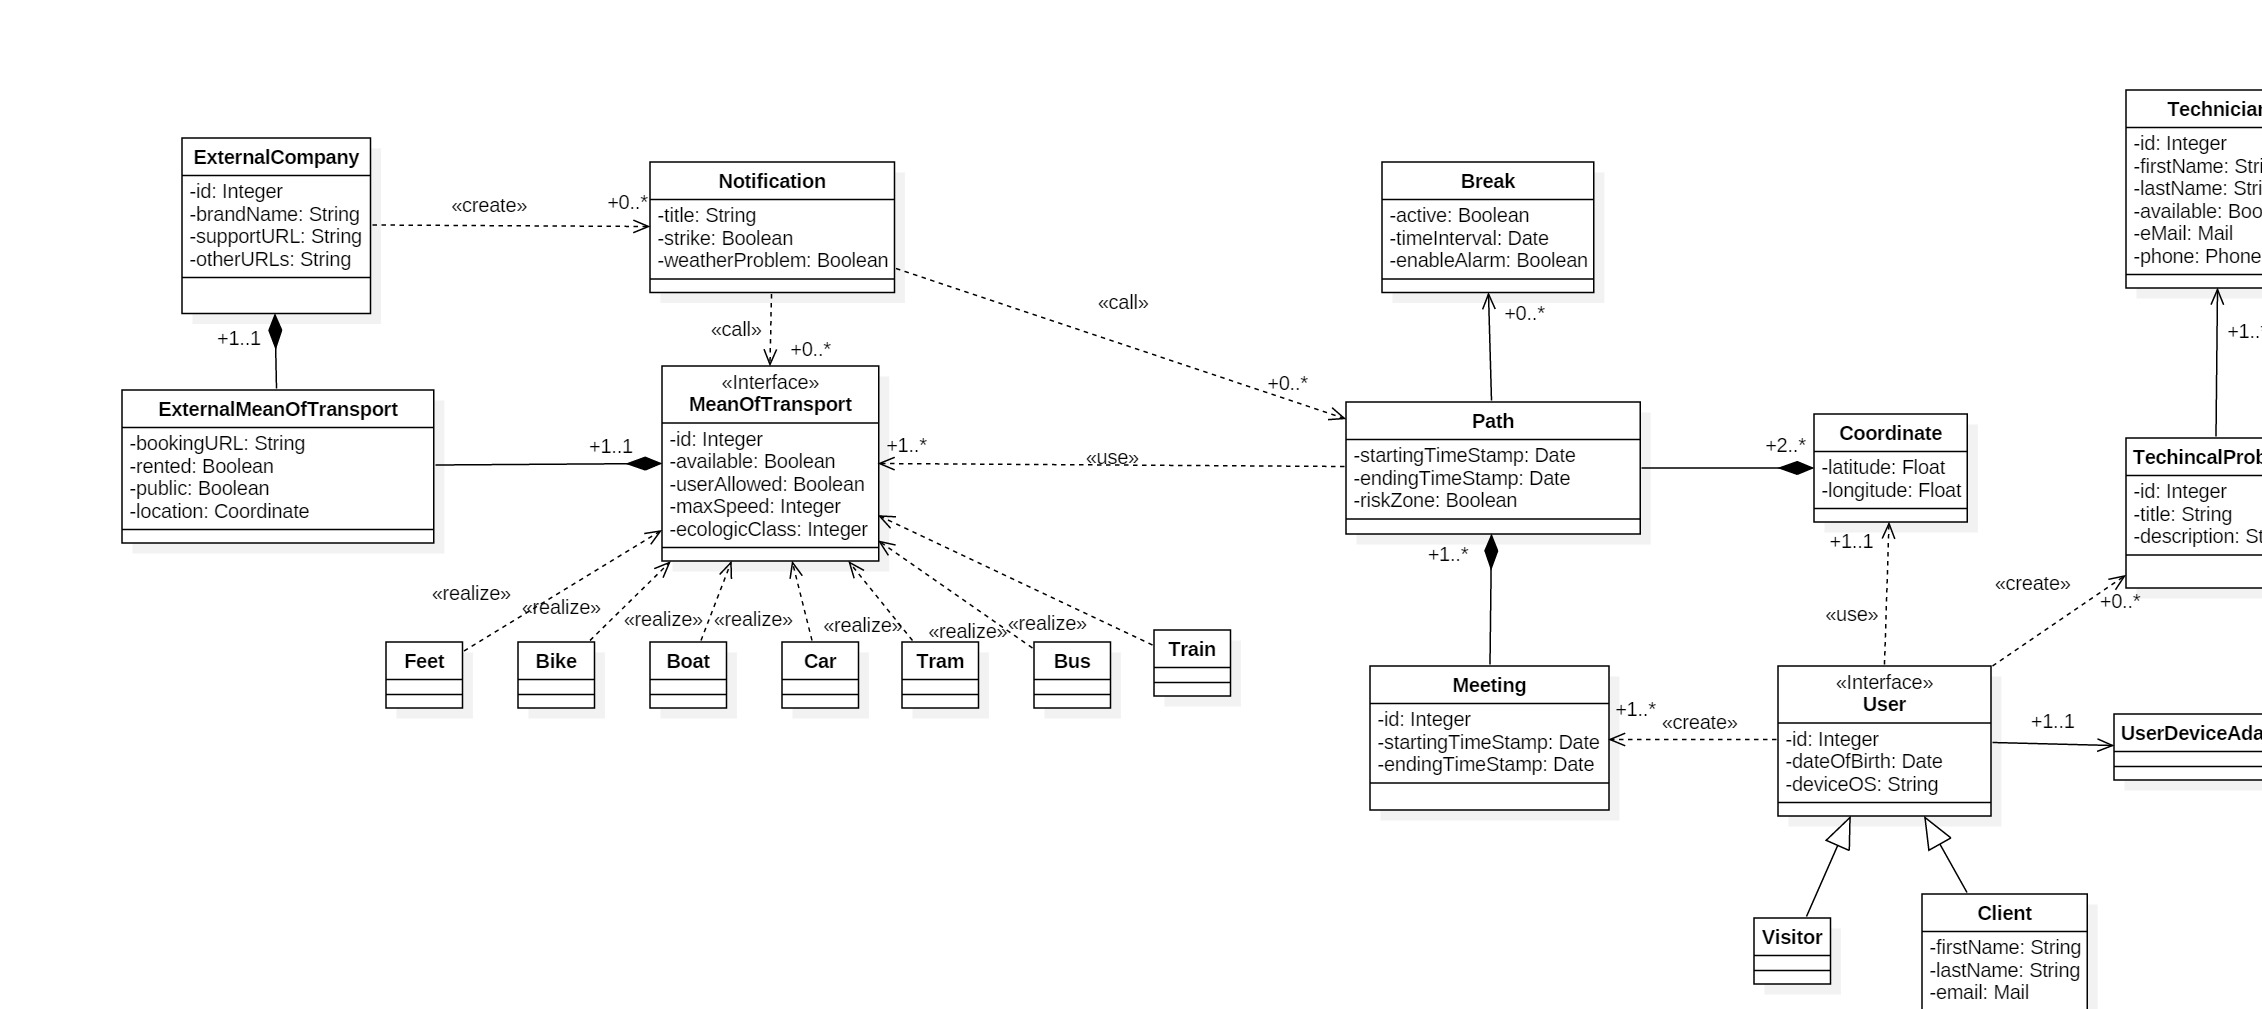 ExternalCompany
-id: Integer
-brandName: String
-supportURL: String
-otherURLs: String
«create»
+0..*
Notification
-title: String
-strike: Boolean
-weatherProblem: Boolean
Break
-active: Boolean
-timeInterval: Date
-enableAlarm: Boolean
Technician
-id: Integer
-firstName: Stri
-lastName: Stri
-available: Boo
-eMail: Mail
-phone: Phone
+1..1
«call»
+0..*
«call»
+0..*
+0..*
+1..*
ExternalMeanOfTransport
-bookingURL: String
-rented: Boolean
-public: Boolean
-location: Coordinate
+1..1
«Interface»
MeanOfTransport
-id: Integer
-available: Boolean
-userAllowed: Boolean
-maxSpeed: Integer
-ecologicClass: Integer
+1..*
«use»
Path
-startingTimeStamp: Date
-endingTimeStamp: Date
-riskZone: Boolean
+2..*
Coordinate
-latitude: Float
-longitude: Float
TechincalProb
-id: Integer
-title: String
-description: St
«realize»
«realize»
«realize»
«realize»
«realize»
«realize»
«realize»
Feet
Bike
Boat
Car
Tram
Bus
Train
+1..*
+1..1
«use»
«create»
+0..*
Meeting
-id: Integer
-startingTimeStamp: Date
-endingTimeStamp: Date
+1..*
«create»
«Interface»
User
-id: Integer
-dateOfBirth: Date
-deviceOS: String
+1..1
UserDeviceAda
Visitor
Client
-firstName: String
-lastName: String
-email: Mail